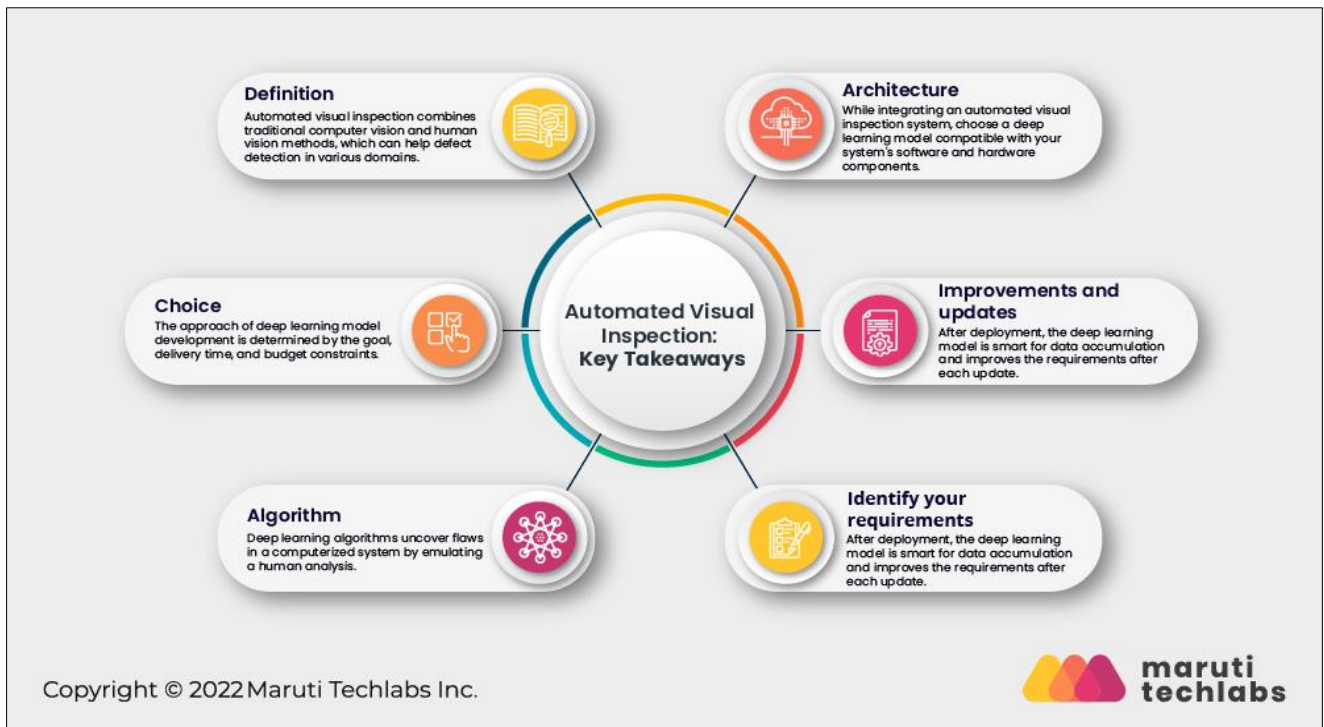 Definition
Automated visual inspection combines
traditional computer vision and human
vision methods, which can help defect
detection in various domains.
Architecture
While integrating an automated visual
inspection system, choose a deep
learning model compatible with your
system's software and hardware
components.
Choice
The approach of deep learning model
development is determined by the goal,
delivery time, and budget constraints.
Automated Visual
Inspection:
Key Takeaways
Improvements and
updates
After deployment, the deep learning
model is smart for data accumulation
and improves the requirements after
each update.
Algorithm
Deep learning algorithms uncover flaws
in a computerized system by emulating
a human analysis.
Identify your
requirements
After deployment, the deep learning
model is smart for data accumulation
and improves the requirements after
each update.
Copyright © 2022 Maruti Techlabs Inc.
maruti
techlabs